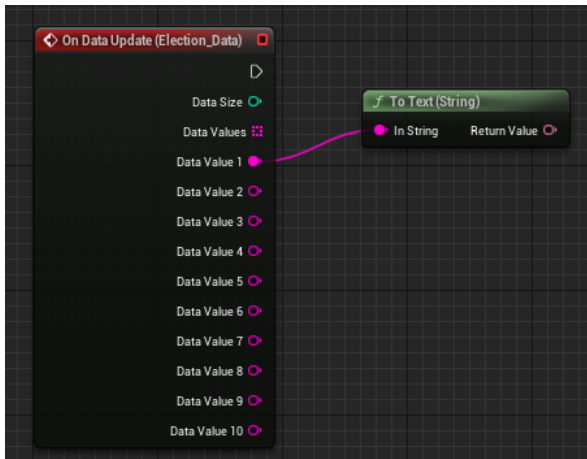 On Data Update (Election_Data)
Data Size
Data Values
Data Value 1
Data Value 2
Data Value 3
Data Value 4
Data Value 5
Data Value 6
Data Value 7
Data Value 8
Data Value 9
Data Value 10
f To Text (String)
In String Return Value